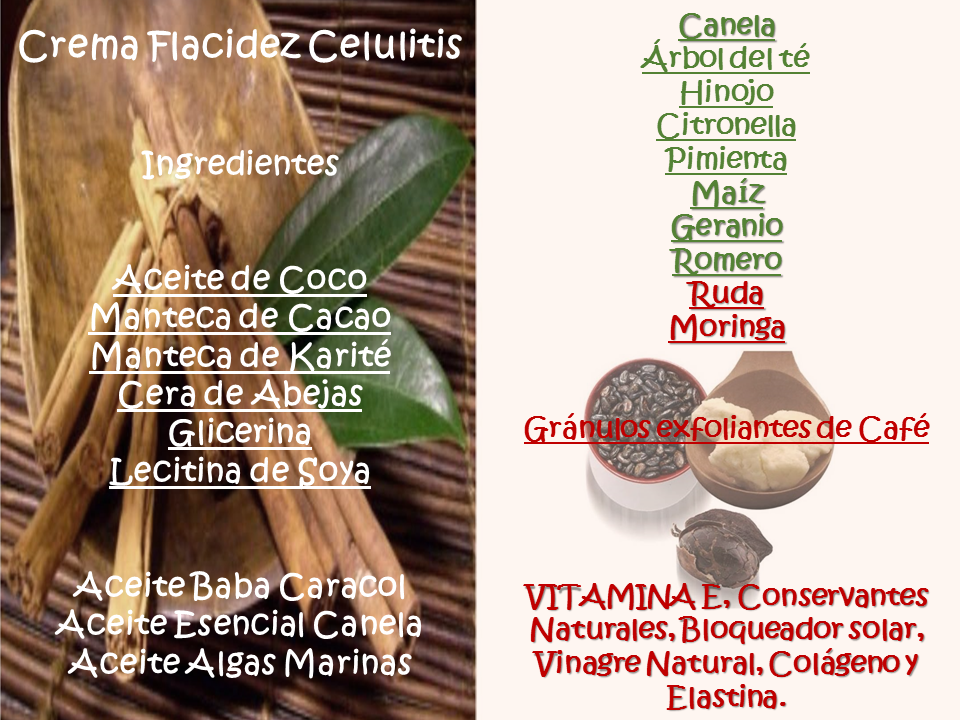 Crema Flacidez Celulitis
Ingredientes
Aceite de Coco
Manteca de Cacao
Manteca de Karité
Cera de Abejas
Glicerina
Lecitina de Soya
Aceite Baba Caracol
Aceite Esencial Canela
Aceite Algas Marinas
Canela
Árbol del té
Hinojo
Citronella
Pimienta
Maíz
Geranio
Romero
Ruda
Moringa
Gránulos exfoliantes de Café
VITAMINA E, Conservantes
Naturales, Bloqueador solar,
Vinagre Natural, Colágeno y
Elastina.